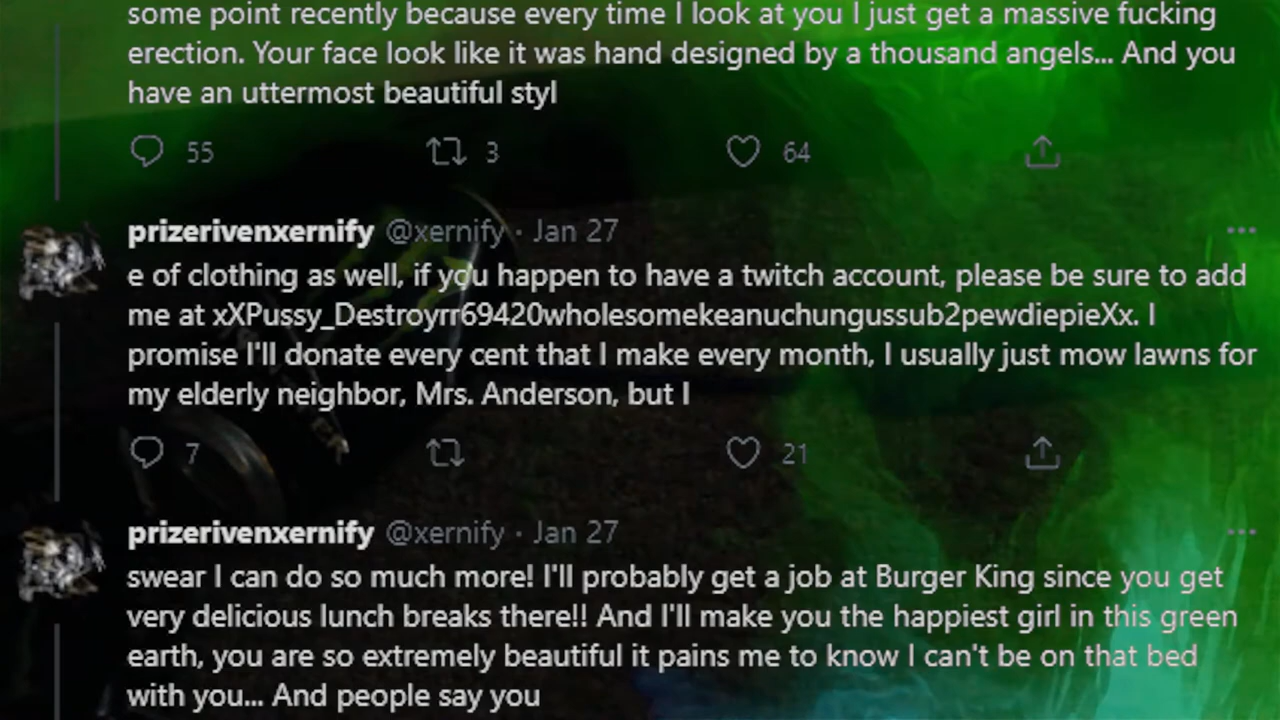 some point recently because every time I look at you I just get a massive fucking
erection. Your face look like it was hand designed by a thousand angels... And you
have an uttermost beautiful styl
55 3 64
prizerivenxernify @xernify · Jan 27
e of clothing as well, if you happen to have a twitch account, please be sure to add
me at xXPussy_Destroyrr69420wholesomekeanuchungussub2pewdiepieXx. I
promise I'll donate every cent that I make every month, I usually just mow lawns for
my elderly neighbor, Mrs. Anderson, but I
7 21
prizerivenxernify @xernify · Jan 27
swear I can do so much more! I'll probably get a job at Burger King since you get
very delicious lunch breaks there!! And I'll make you the happiest girl in this green
earth, you are so extremely beautiful it pains me to know I can't be on that bed
with you... And people say you